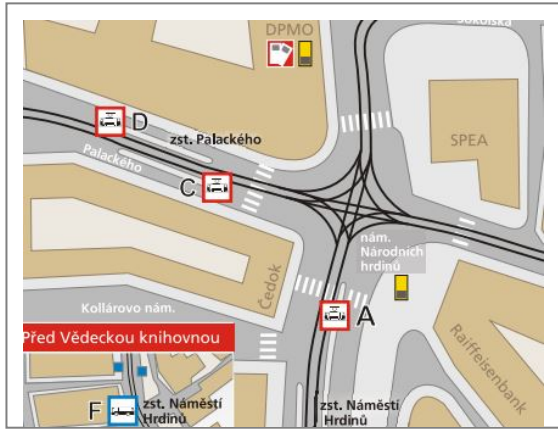 Sokolská
DPMO
D
zst. Palackého
SPEA
Palackého
C
nám.
Národních
hrdinů
Čedok
Kollárovo nám.
A
Raiffeisenbank
Před Vědeckou knihovnou
F
zst. Náměstí
Hrdinů
zst. Náměstí
Hrdinů